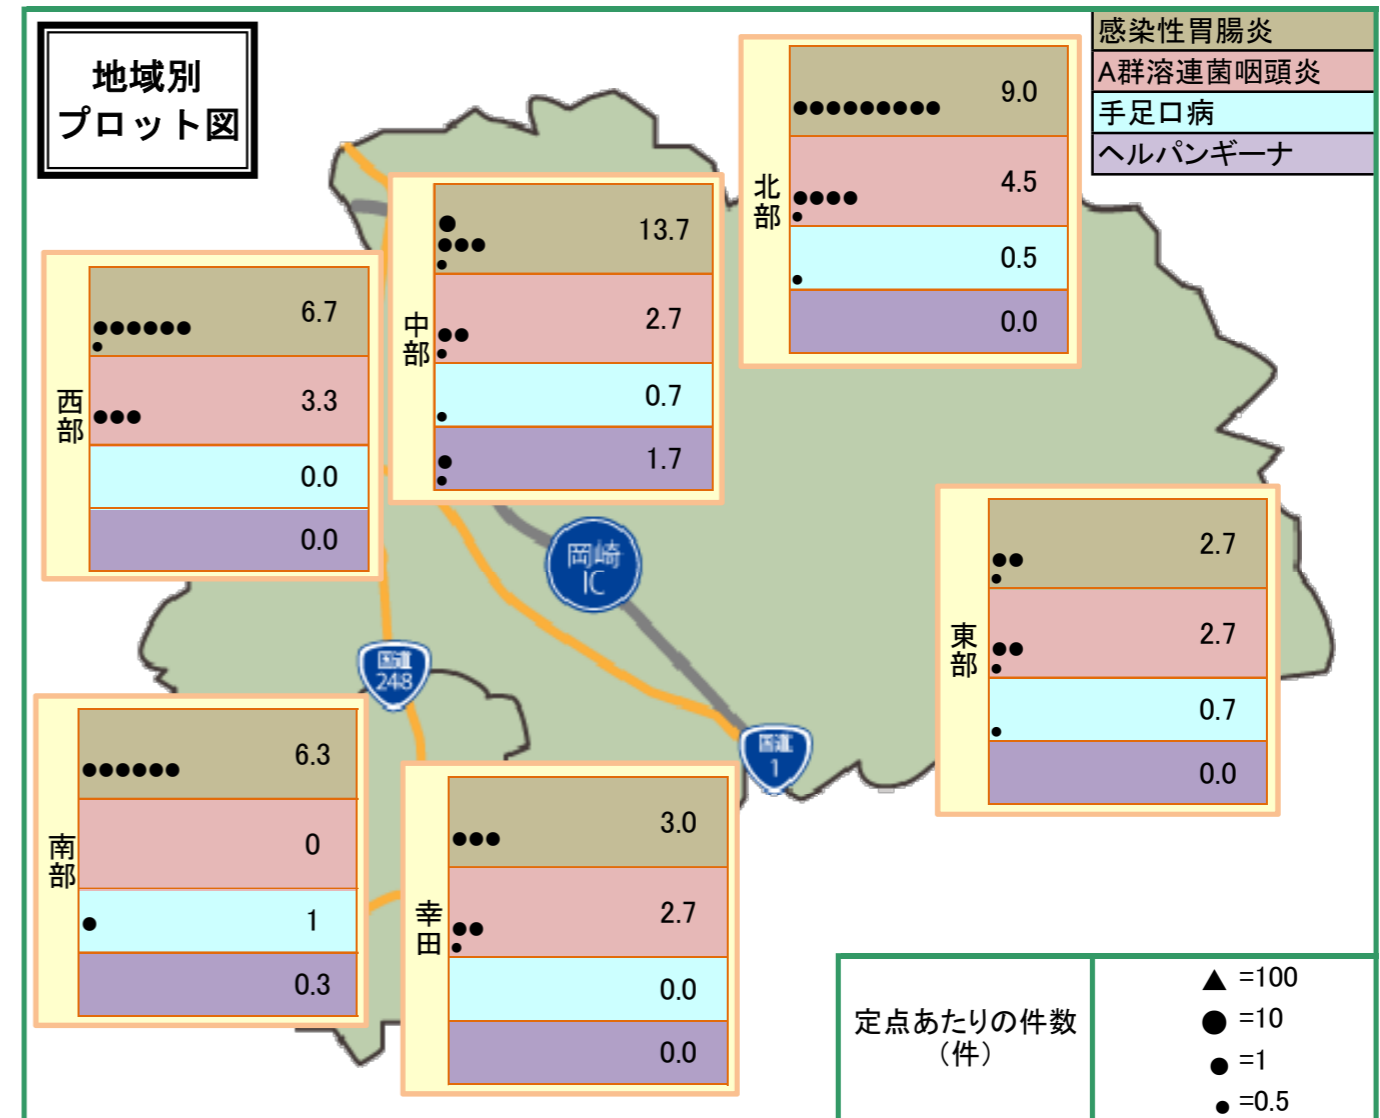 地域別
プロット図
感染性胃腸炎
A群溶連菌咽頭炎
手足口病
ヘルパンギーナ
北部
9.0
4.5
0.5
0.0
中部
13.7
2.7
0.7
1.7
西部
6.7
3.3
0.0
0.0
岡崎
IC
東部
2.7
2.7
0.7
0.0
国道
248
国道
1
南部
6.3
0
1
0.3
幸田
3.0
2.7
0.0
0.0
定点あたりの件数
（件）
▲ =100
● =10
● =1
● =0.5